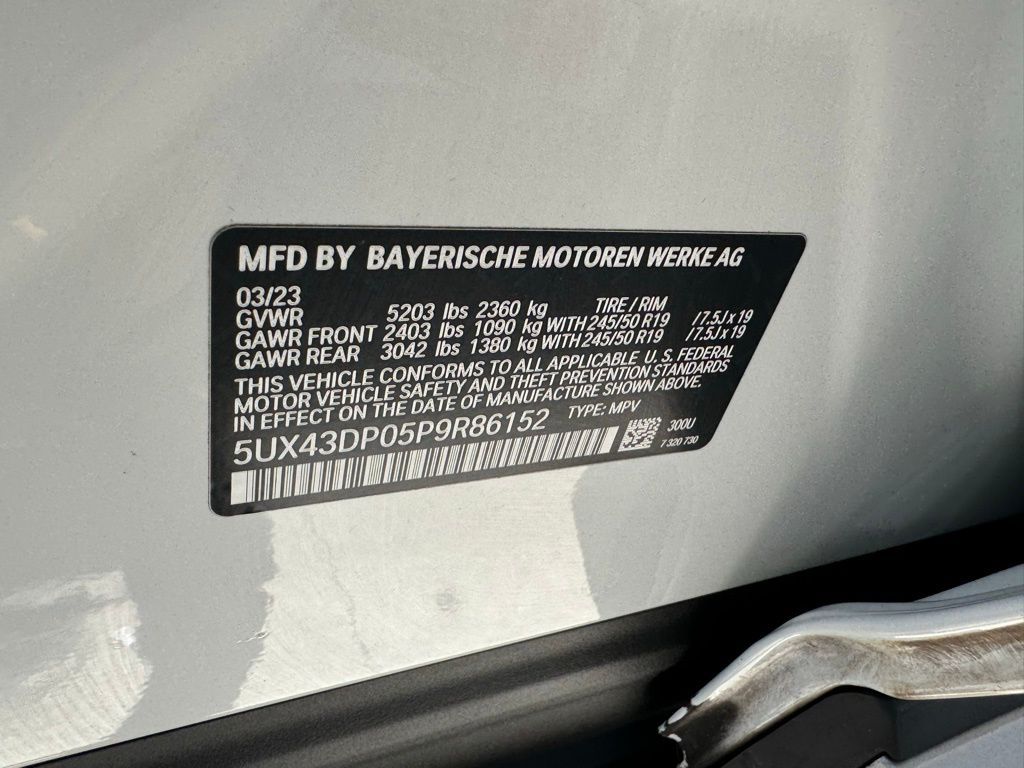 MFD BY BAYERISCHE MOTOREN WERKE AG
03/23 TIRE / RIM
GVWR 5203 lbs 2360 kg
GAWR FRONT 2403 lbs 1090 kg WITH 245/50 R19 /7.5J x 19
GAWR REAR 3042 lbs 1380 kg WITH 245/50 R19 /7.5J x 19
THIS VEHICLE CONFORMS TO ALL APPLICABLE U.S. FEDERAL
MOTOR VEHICLE SAFETY AND THEFT PREVENTION STANDARDS
IN EFFECT ON THE DATE OF MANUFACTURE SHOWN ABOVE.
5UX43DP05P9R86152 TYPE: MPV
300U
7 320 730